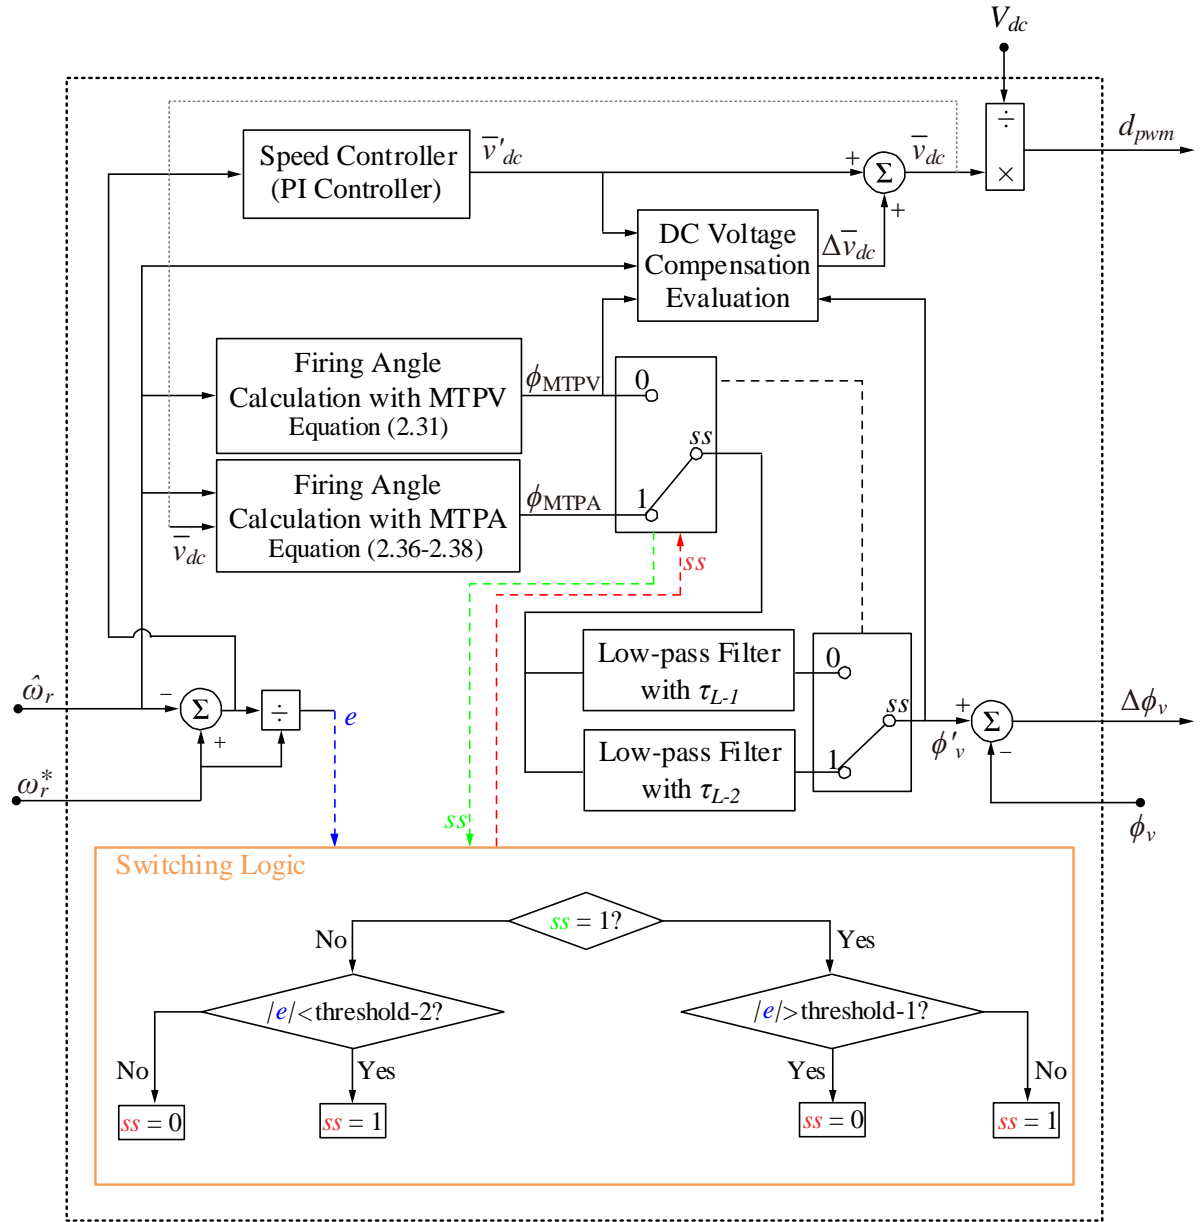 V_dc
÷
×
d_pwm
Speed Controller
(PI Controller)
v̅'_dc
+
Σ
+
v̅_dc
DC Voltage
Compensation
Evaluation
Δv̅_dc
Firing Angle
Calculation with MTPV
Equation (2.31)
ϕ_MTPV
0
ss
1
Firing Angle
Calculation with MTPA
Equation (2.36-2.38)
ϕ_MTPA
v̅_dc
ss
Low-pass Filter
with τ_L-1
0
ss
1
Low-pass Filter
with τ_L-2
ω̂_r
−
Σ
+
÷
e
ω_r*
ϕ'_v
+
Σ
−
Δϕ_v
ϕ_v
ss
Switching Logic
ss = 1?
No
Yes
|e|<threshold-2?
|e|>threshold-1?
No
Yes
Yes
No
ss = 0
ss = 1
ss = 0
ss = 1